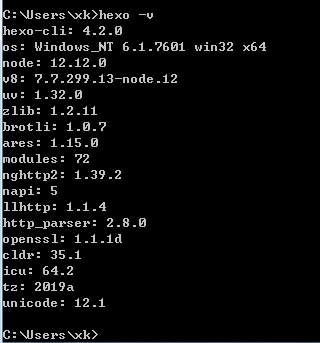 C:\Users\xk>hexo -v
hexo-cli: 4.2.0
os: Windows_NT 6.1.7601 win32 x64
node: 12.12.0
v8: 7.7.299.13-node.12
uv: 1.32.0
zlib: 1.2.11
brotli: 1.0.7
ares: 1.15.0
modules: 72
nghttp2: 1.39.2
napi: 5
llhttp: 1.1.4
http_parser: 2.8.0
openssl: 1.1.1d
cldr: 35.1
icu: 64.2
tz: 2019a
unicode: 12.1
C:\Users\xk>